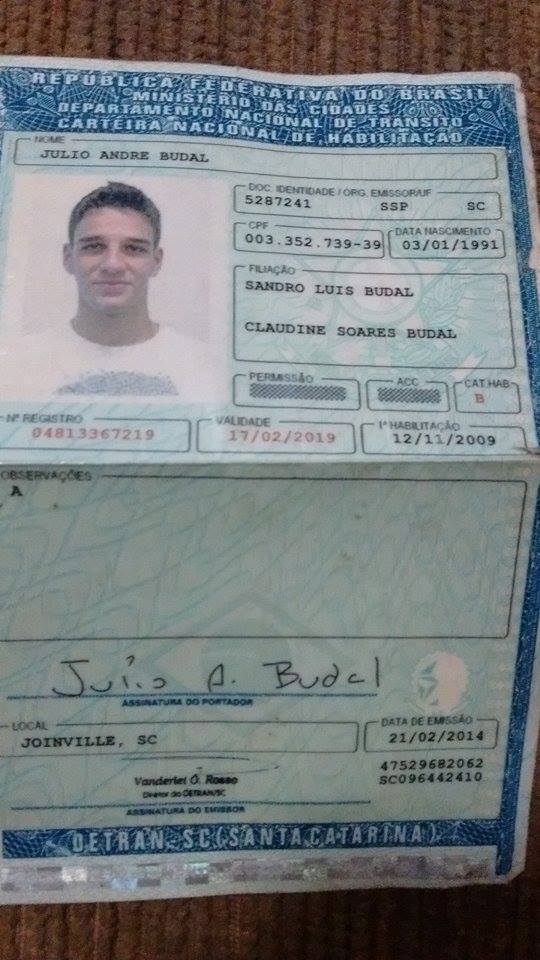 REPÚBLICA FEDERATIVA DO BRASIL
MINISTÉRIO DAS CIDADES
DEPARTAMENTO NACIONAL DE TRÂNSITO
CARTEIRA NACIONAL DE HABILITAÇÃO
NOME
JULIO ANDRE BUDAL
DOC. IDENTIDADE / ÓRG. EMISSOR/UF
5287241 SSP SC
CPF DATA NASCIMENTO
003.352.739-39 03/01/1991
FILIAÇÃO
SANDRO LUIS BUDAL
CLAUDINE SOARES BUDAL
PERMISSÃO ACC CAT.HAB.
B
Nº REGISTRO VALIDADE 1ª HABILITAÇÃO
04813367219 17/02/2019 12/11/2009
OBSERVAÇÕES
A
Julio A. Budal
ASSINATURA DO PORTADOR
LOCAL DATA DE EMISSÃO
JOINVILLE, SC 21/02/2014
47529682062
SC096442410
Vanderlei O. Rosso
Diretor do DETRAN/SC
ASSINATURA DO EMISSOR
DETRAN, SC (SANTA CATARINA)